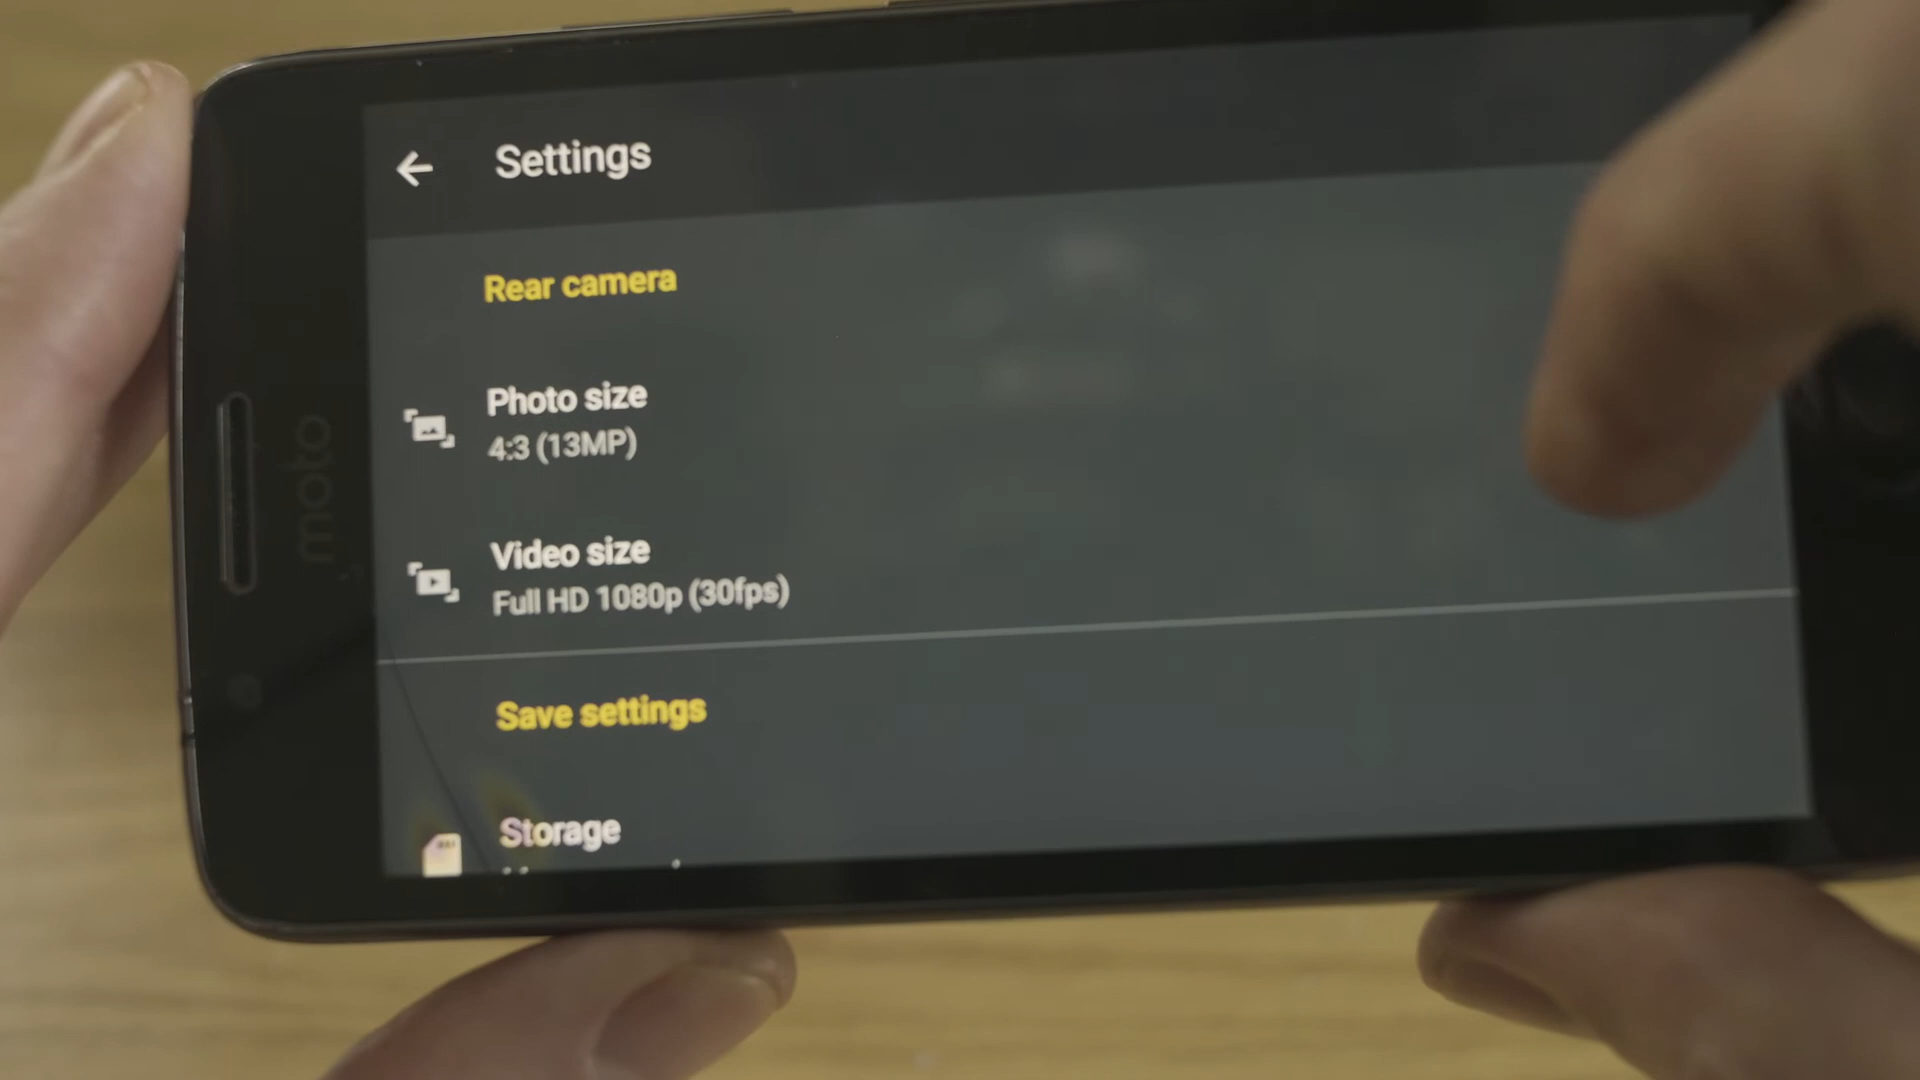 Settings
Rear camera
Photo size
4:3 (13MP)
Video size
Full HD 1080p (30fps)
Save settings
Storage
moto